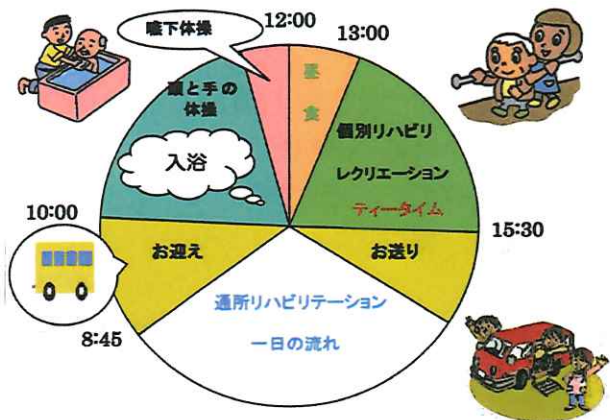 嚥下体操
12:00
13:00
昼
食
頭と手の
体操
入浴
個別リハビリ
レクリエーション
ティータイム
10:00
15:30
お迎え
お送り
8:45
通所リハビリテーション
一日の流れ